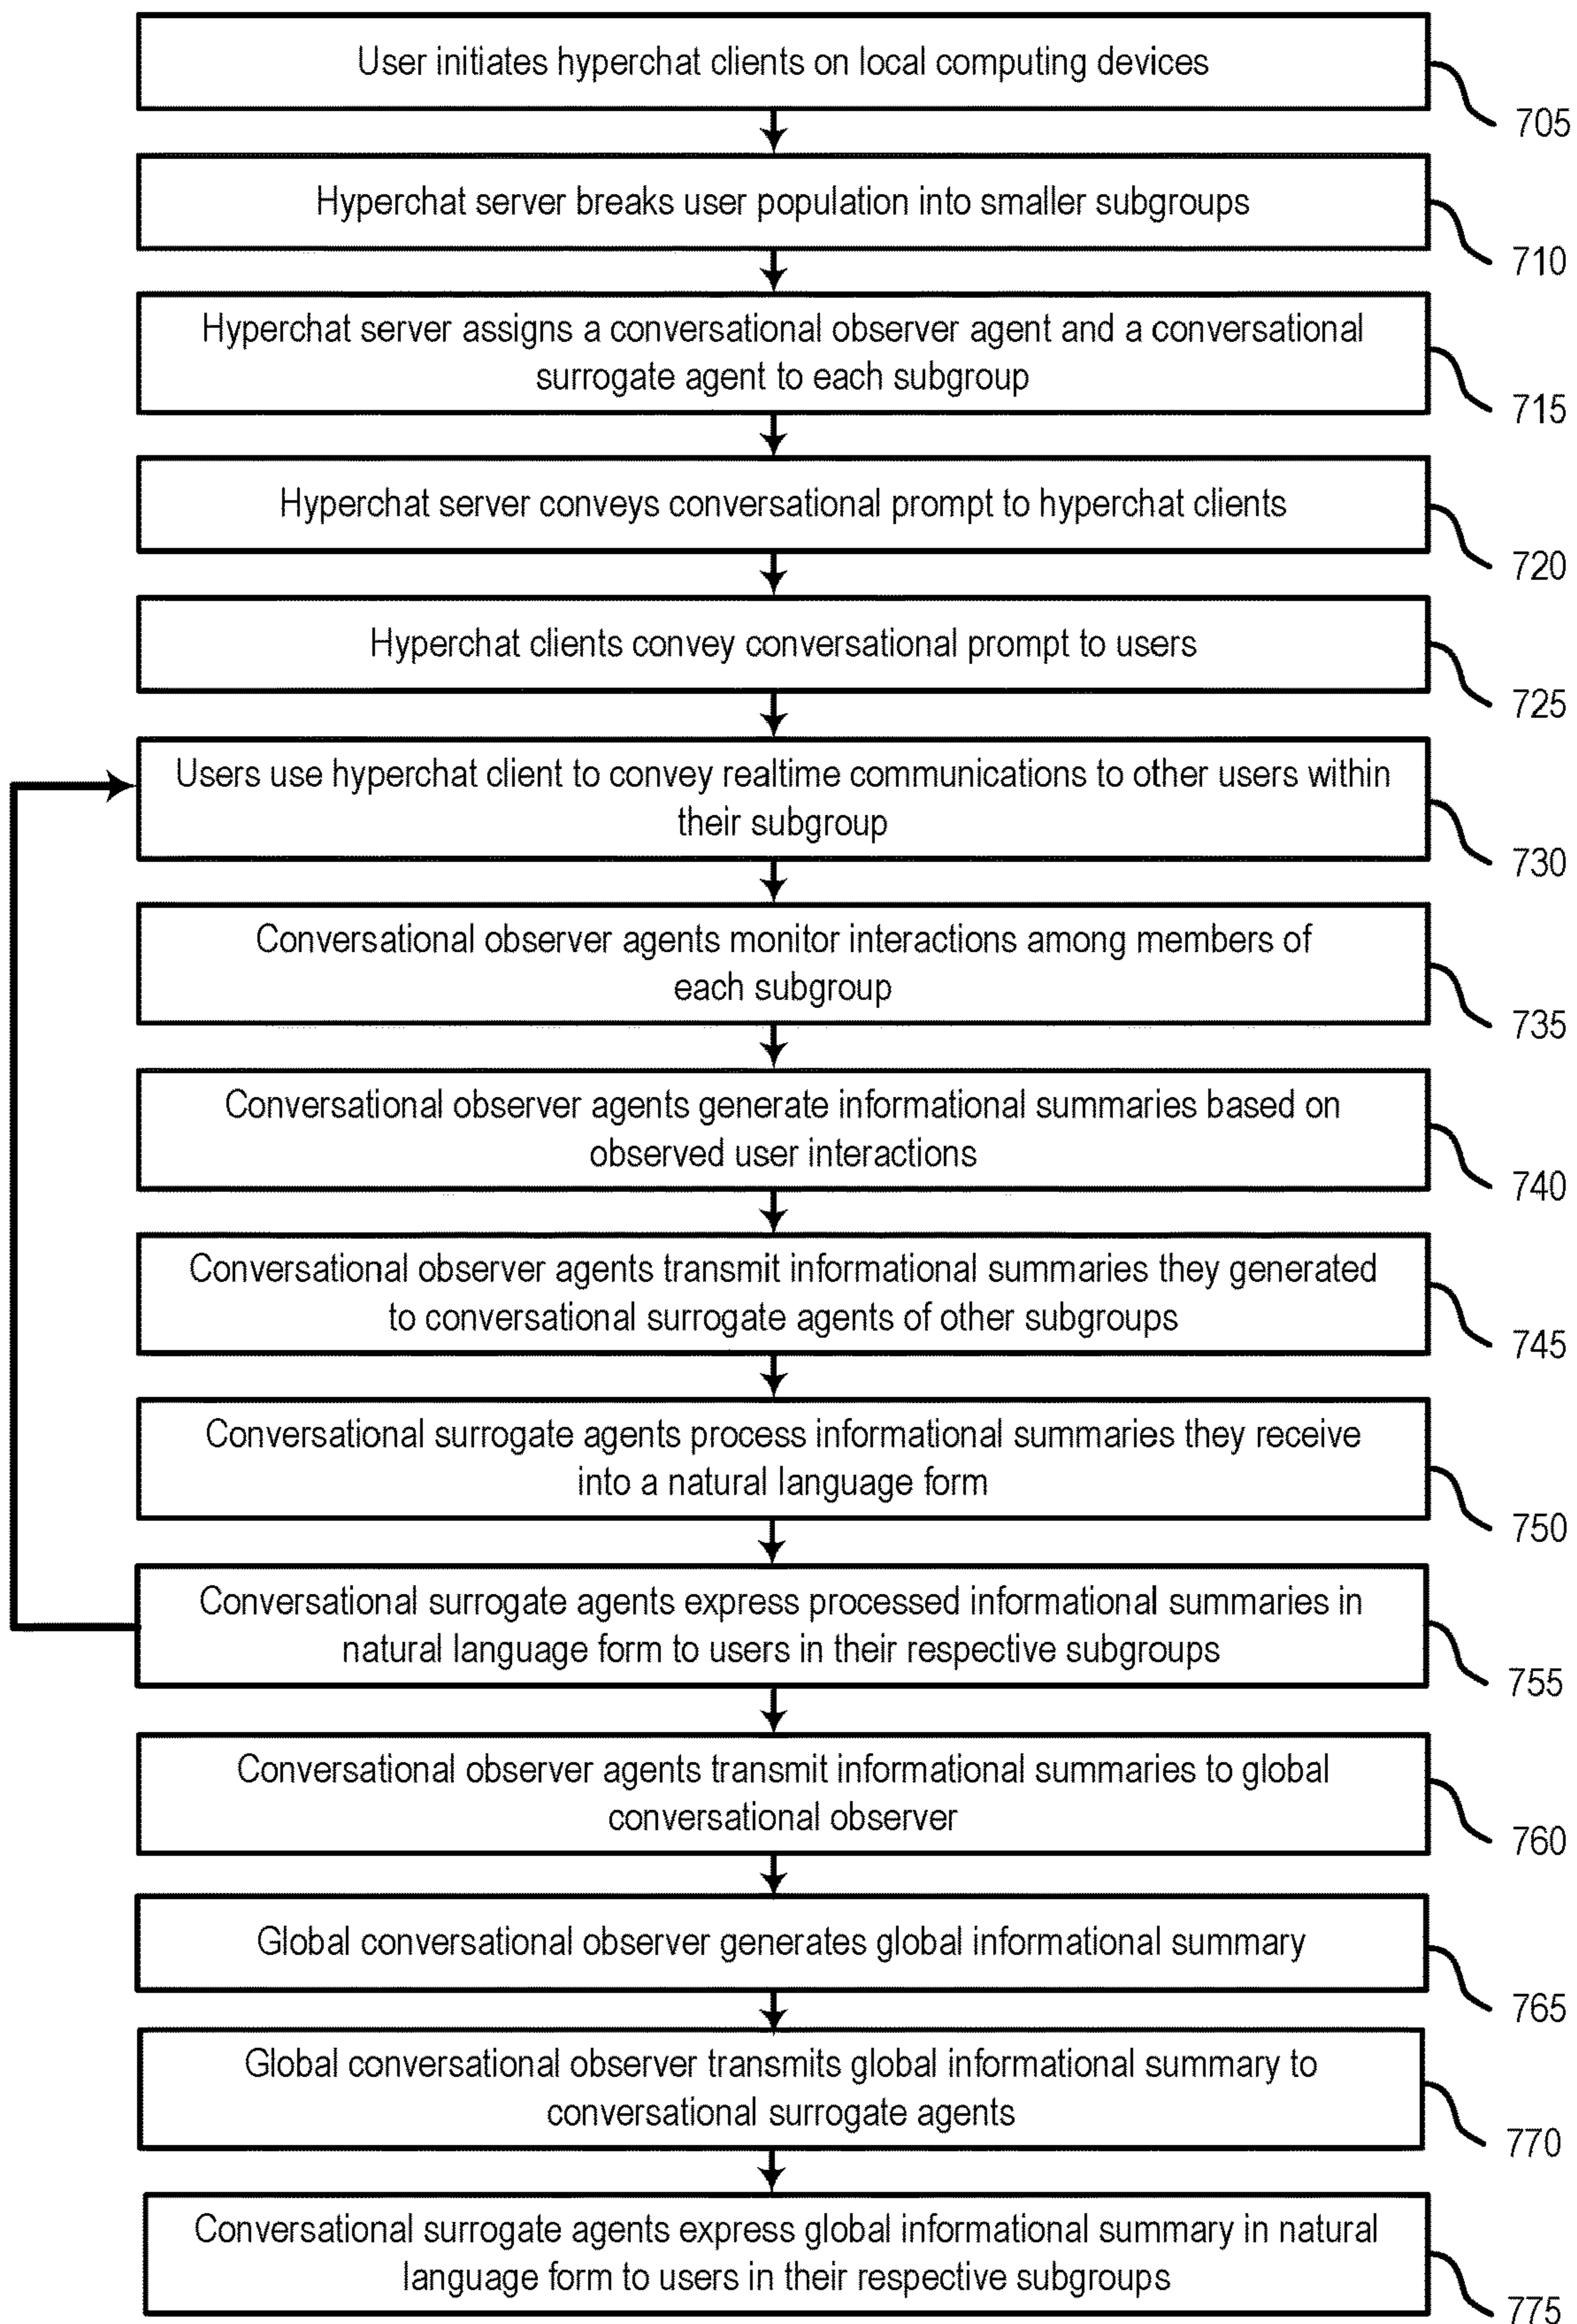 User initiates hyperchat clients on local computing devices
705
Hyperchat server breaks user population into smaller subgroups
710
Hyperchat server assigns a conversational observer agent and a conversational
surrogate agent to each subgroup
715
Hyperchat server conveys conversational prompt to hyperchat clients
720
Hyperchat clients convey conversational prompt to users
725
Users use hyperchat client to convey realtime communications to other users within
their subgroup
730
Conversational observer agents monitor interactions among members of
each subgroup
735
Conversational observer agents generate informational summaries based on
observed user interactions
740
Conversational observer agents transmit informational summaries they generated
to conversational surrogate agents of other subgroups
745
Conversational surrogate agents process informational summaries they receive
into a natural language form
750
Conversational surrogate agents express processed informational summaries in
natural language form to users in their respective subgroups
755
Conversational observer agents transmit informational summaries to global
conversational observer
760
Global conversational observer generates global informational summary
765
Global conversational observer transmits global informational summary to
conversational surrogate agents
770
Conversational surrogate agents express global informational summary in natural
language form to users in their respective subgroups
775